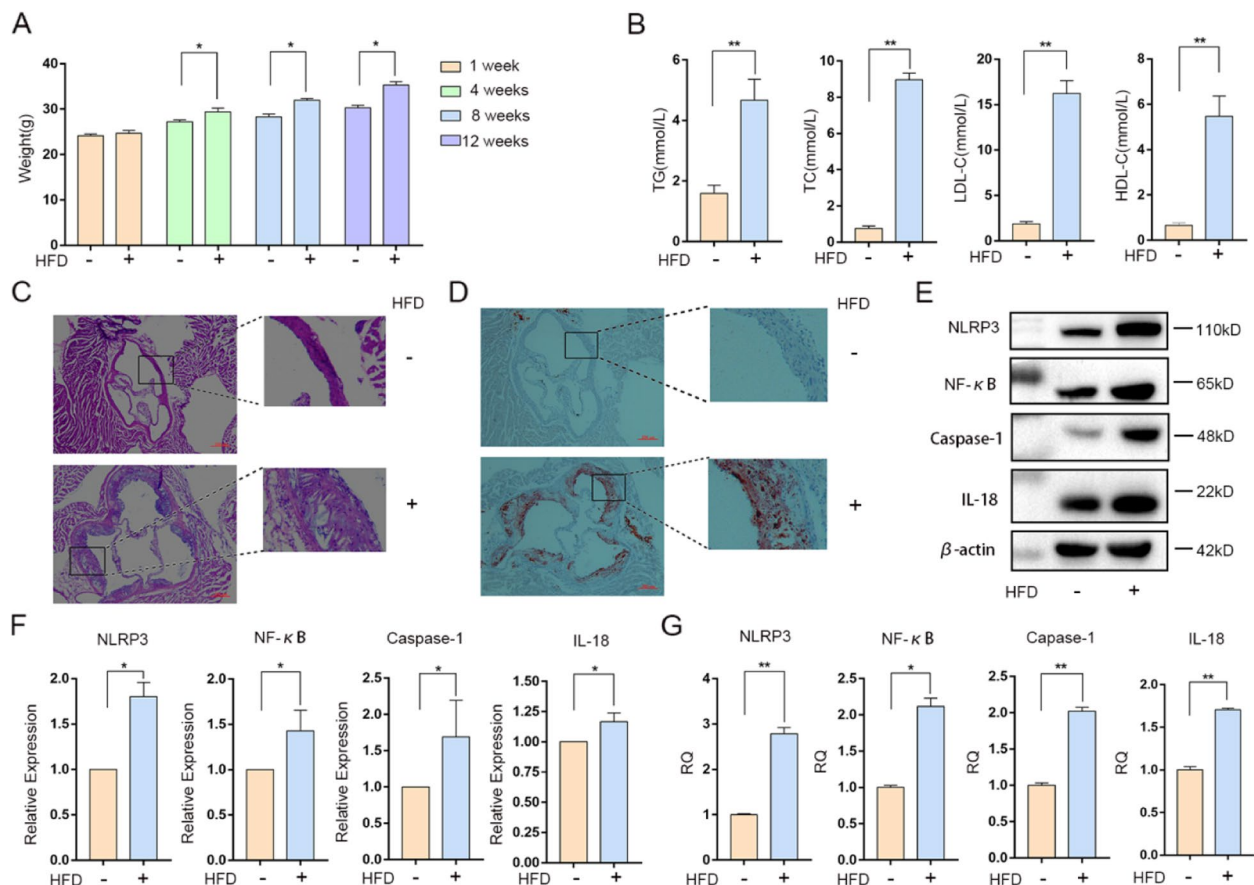 A
Weight(g)
40
30
20
10
0
* * *
HFD - + - + - + - +
1 week
4 weeks
8 weeks
12 weeks
B
TG(mmol/L)
6
4
2
0
**
HFD - +
TC(mmol/L)
10
8
6
4
2
0
**
- +
LDL-C(mmol/L)
20
15
10
5
0
**
HFD - +
HDL-C(mmol/L)
8
6
4
2
0
**
HFD - +
C
HFD
-
+
D
HFD
-
+
E
NLRP3 110kD
NF-κB 65kD
Caspase-1 48kD
IL-18 22kD
β-actin 42kD
HFD - +
F
NLRP3
Relative Expression
2.0
1.5
1.0
0.5
0.0
*
HFD - +
NF-κB
Relative Expression
2.0
1.5
1.0
0.5
0.0
*
- +
Caspase-1
Relative Expression
2.5
2.0
1.5
1.0
0.5
0.0
*
HFD - +
IL-18
Relative Expression
1.50
1.25
1.00
0.75
0.50
0.25
0.00
*
HFD - +
G
NLRP3
RQ
4
3
2
1
0
**
HFD - +
NF-κB
RQ
2.5
2.0
1.5
1.0
0.5
0.0
*
- +
Capase-1
RQ
2.5
2.0
1.5
1.0
0.5
0.0
**
HFD - +
IL-18
RQ
2.0
1.5
1.0
0.5
0.0
**
HFD - +